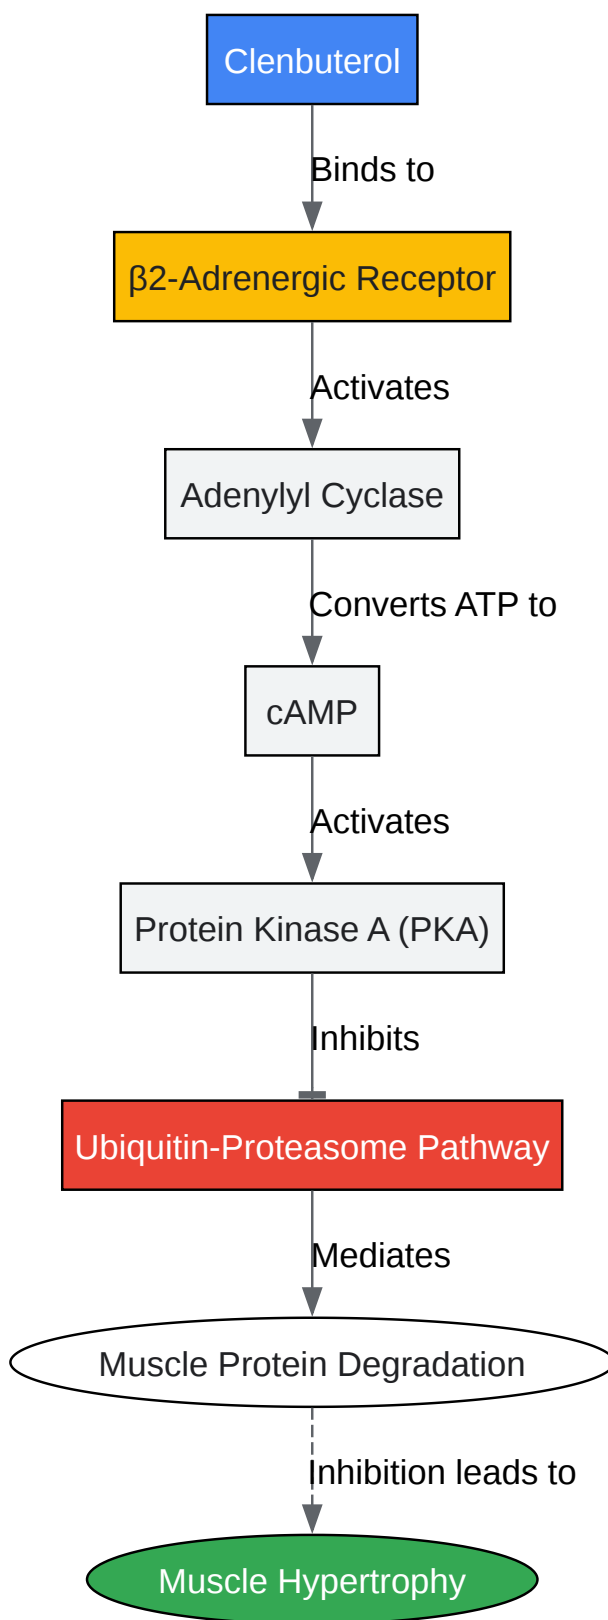 Clenbuterol
Binds to
β2-Adrenergic Receptor
Activates
Adenylyl Cyclase
Converts ATP to
cAMP
Activates
Protein Kinase A (PKA)
Inhibits
Ubiquitin-Proteasome Pathway
Mediates
Muscle Protein Degradation
Inhibition leads to
Muscle Hypertrophy